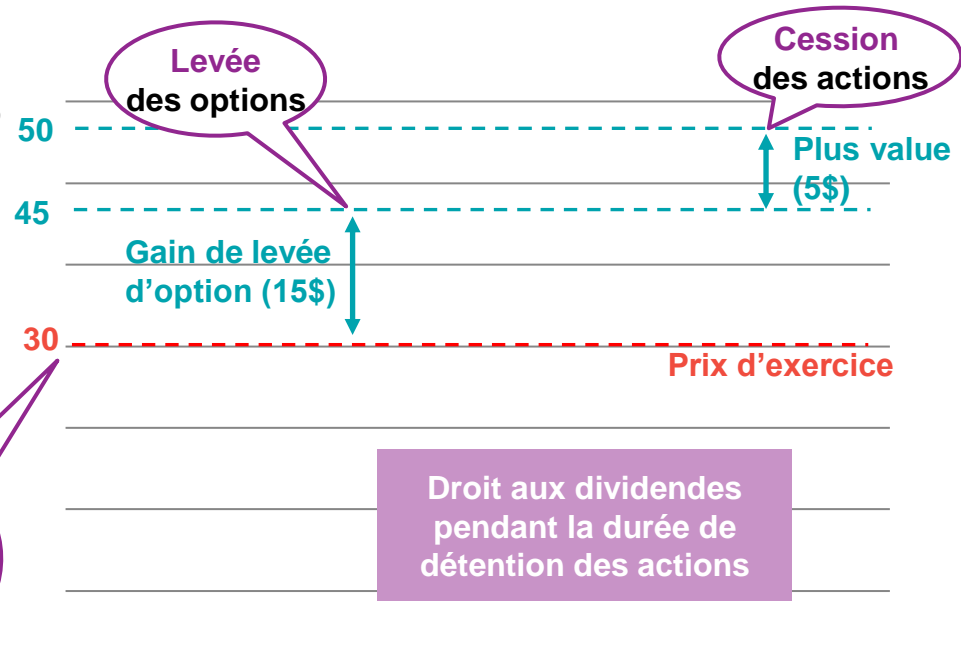 Levée
des options
Cession
des actions
50
Plus value
(5$)
45
Gain de levée
d’option (15$)
30
Prix d’exercice
Droit aux dividendes
pendant la durée de
détention des actions